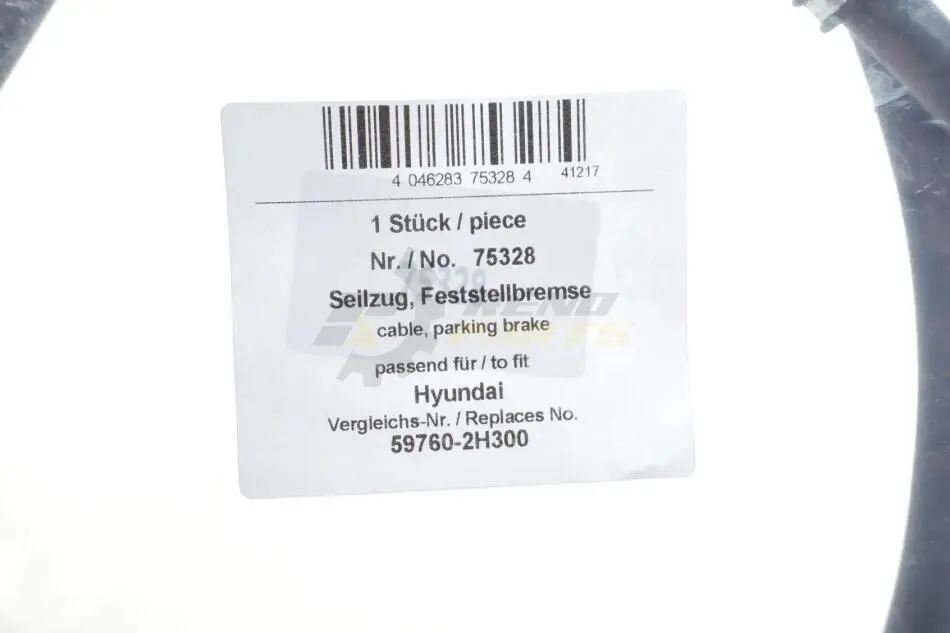 4 046283 75328 4 41217
1 Stück / piece
Nr. / No. 75328
Seilzug, Feststellbremse
cable, parking brake
passend für / to fit
Hyundai
Vergleichs-Nr. / Replaces No.
59760-2H300